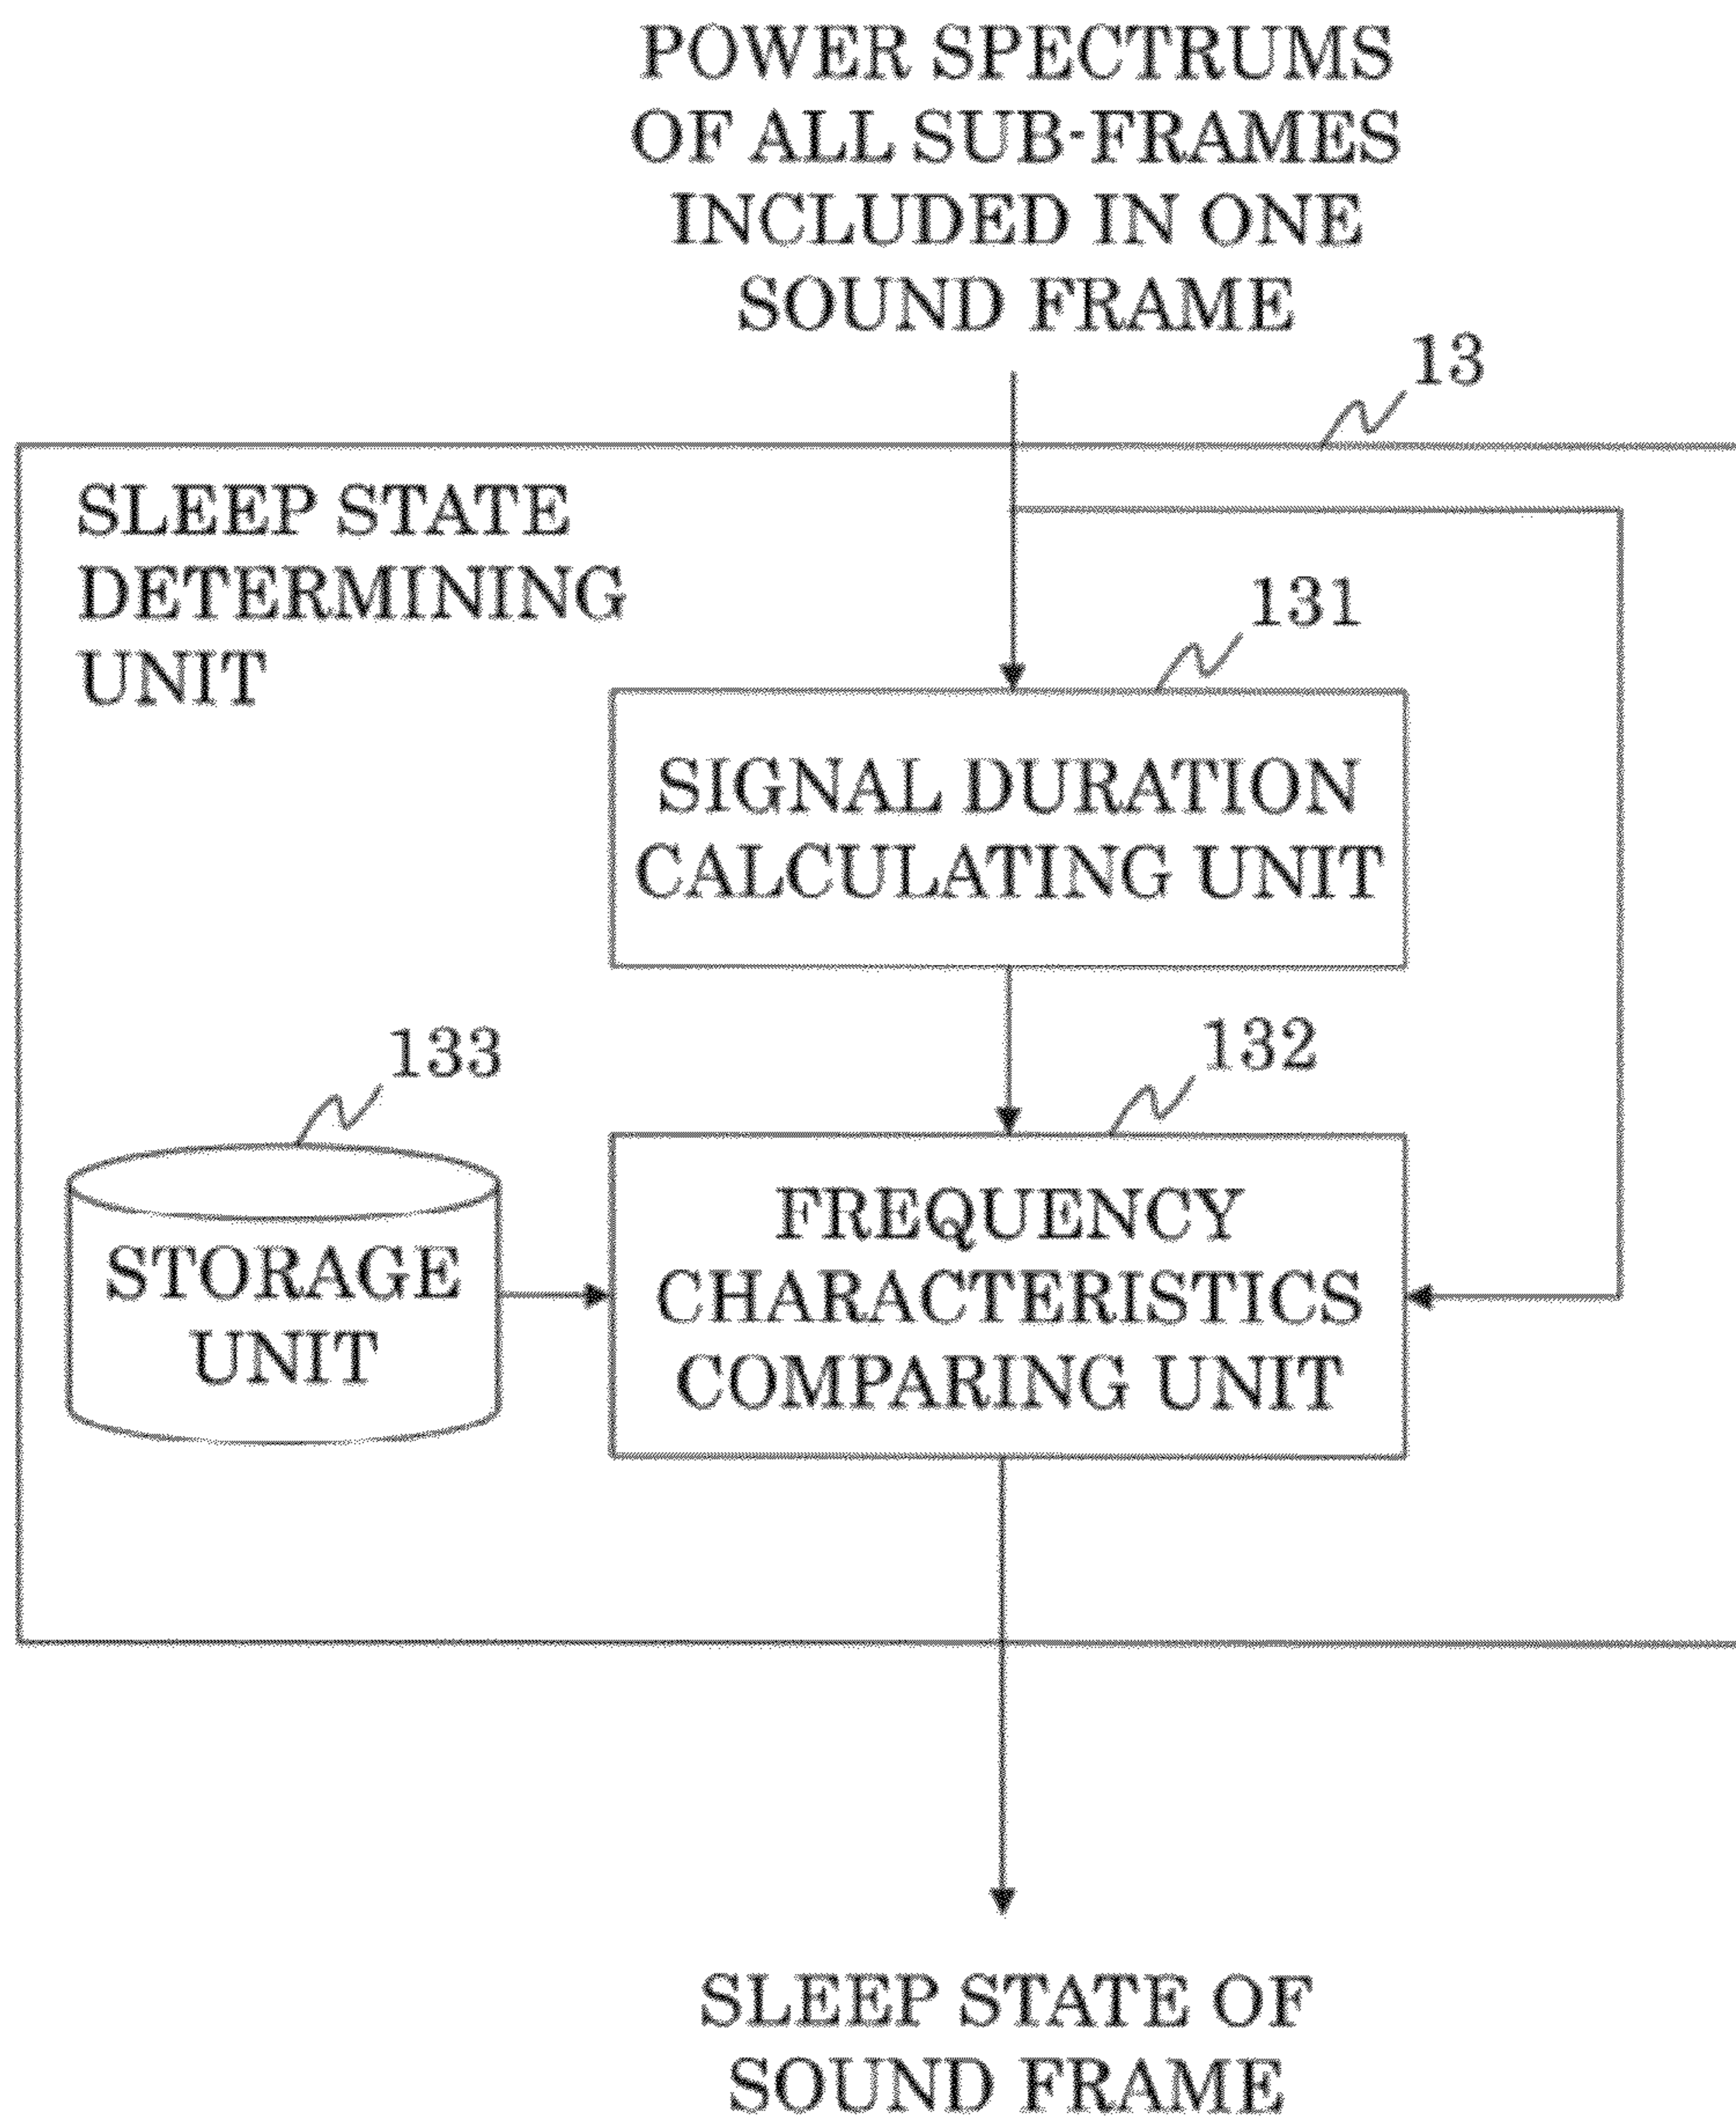 POWER SPECTRUMS
OF ALL SUB-FRAMES
INCLUDED IN ONE
SOUND FRAME
13
SLEEP STATE
DETERMINING
UNIT
131
SIGNAL DURATION
CALCULATING UNIT
133
132
STORAGE
UNIT
FREQUENCY
CHARACTERISTICS
COMPARING UNIT
SLEEP STATE OF
SOUND FRAME